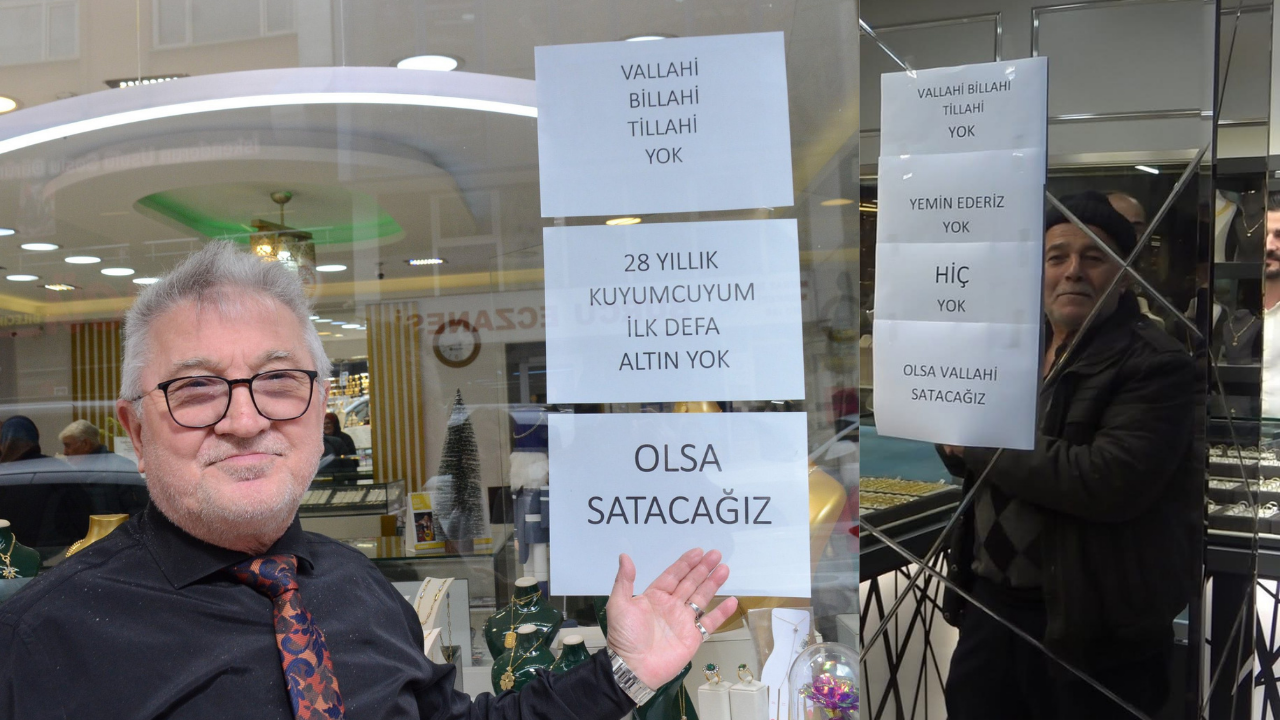 VALLAHİ
BİLLAHİ
TİLLAHİ
YOK
28 YILLIK
KUYUMCUYUM
İLK DEFA
ALTIN YOK
OLSA
SATACAĞIZ
ECZANESİ
VALLAHİ BİLLAHİ
TİLLAHİ
YOK
YEMİN EDERİZ
YOK
HİÇ
YOK
OLSA VALLAHİ
SATACAĞIZ